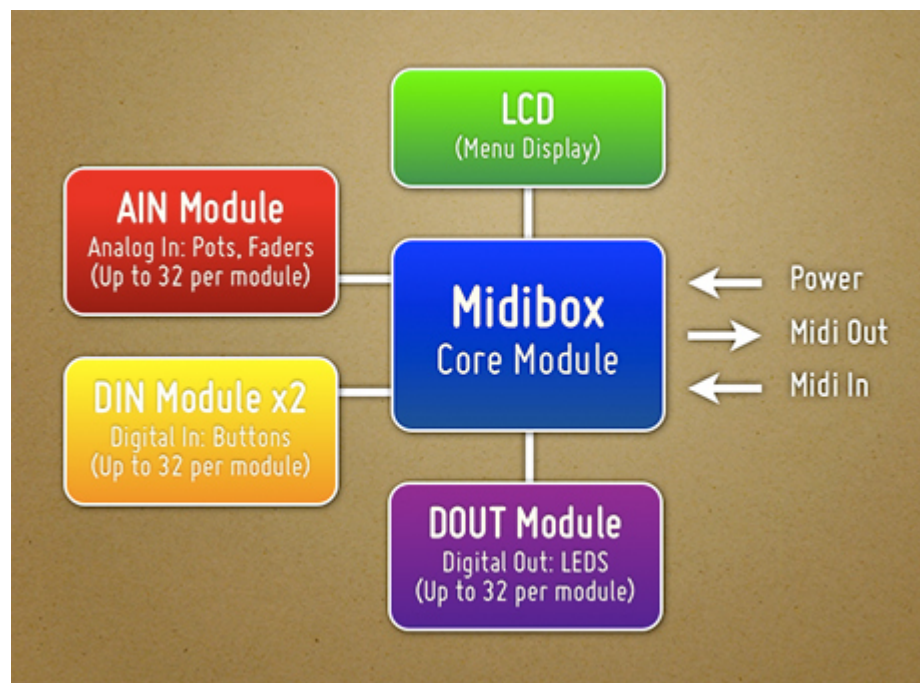 LCD
(Menu Display)
AIN Module
Analog In: Pots, Faders
(Up to 32 per module)
Midibox
Core Module
Power
Midi Out
Midi In
DIN Module x2
Digital In: Buttons
(Up to 32 per module)
DOUT Module
Digital Out: LEDS
(Up to 32 per module)